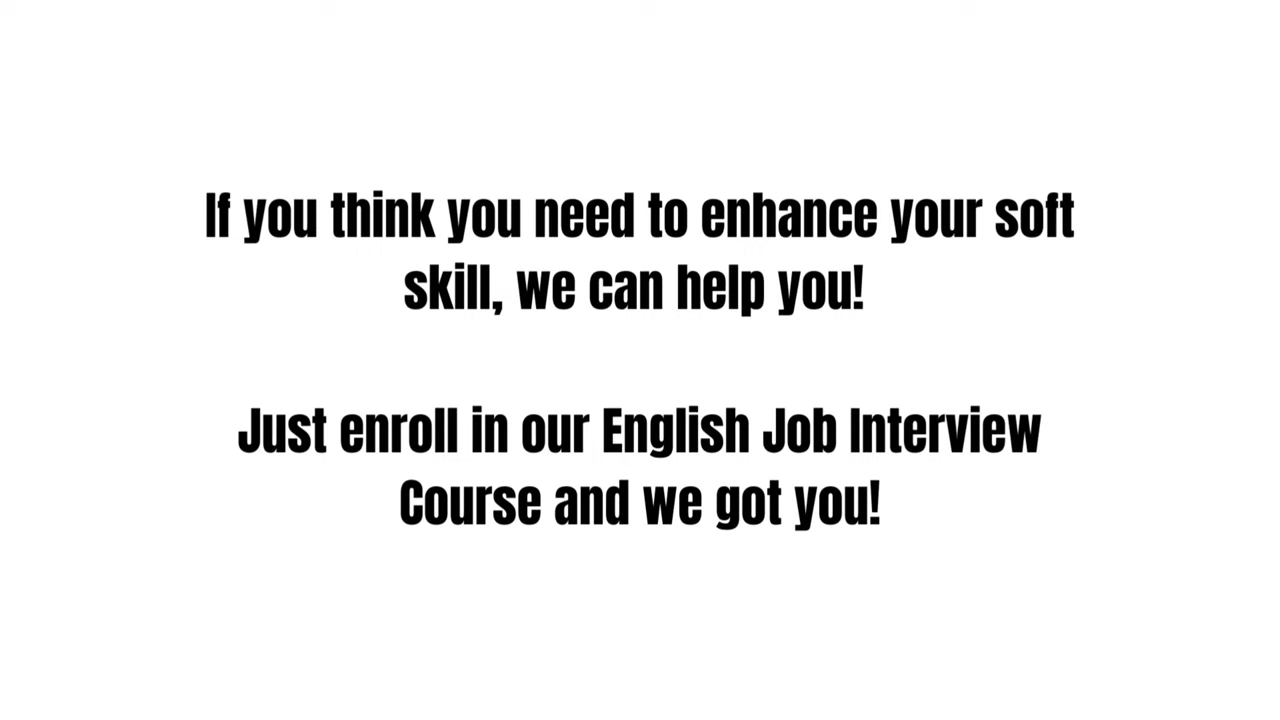 If you think you need to enhance your soft
skill, we can help you!
Just enroll in our English Job Interview
Course and we got you!